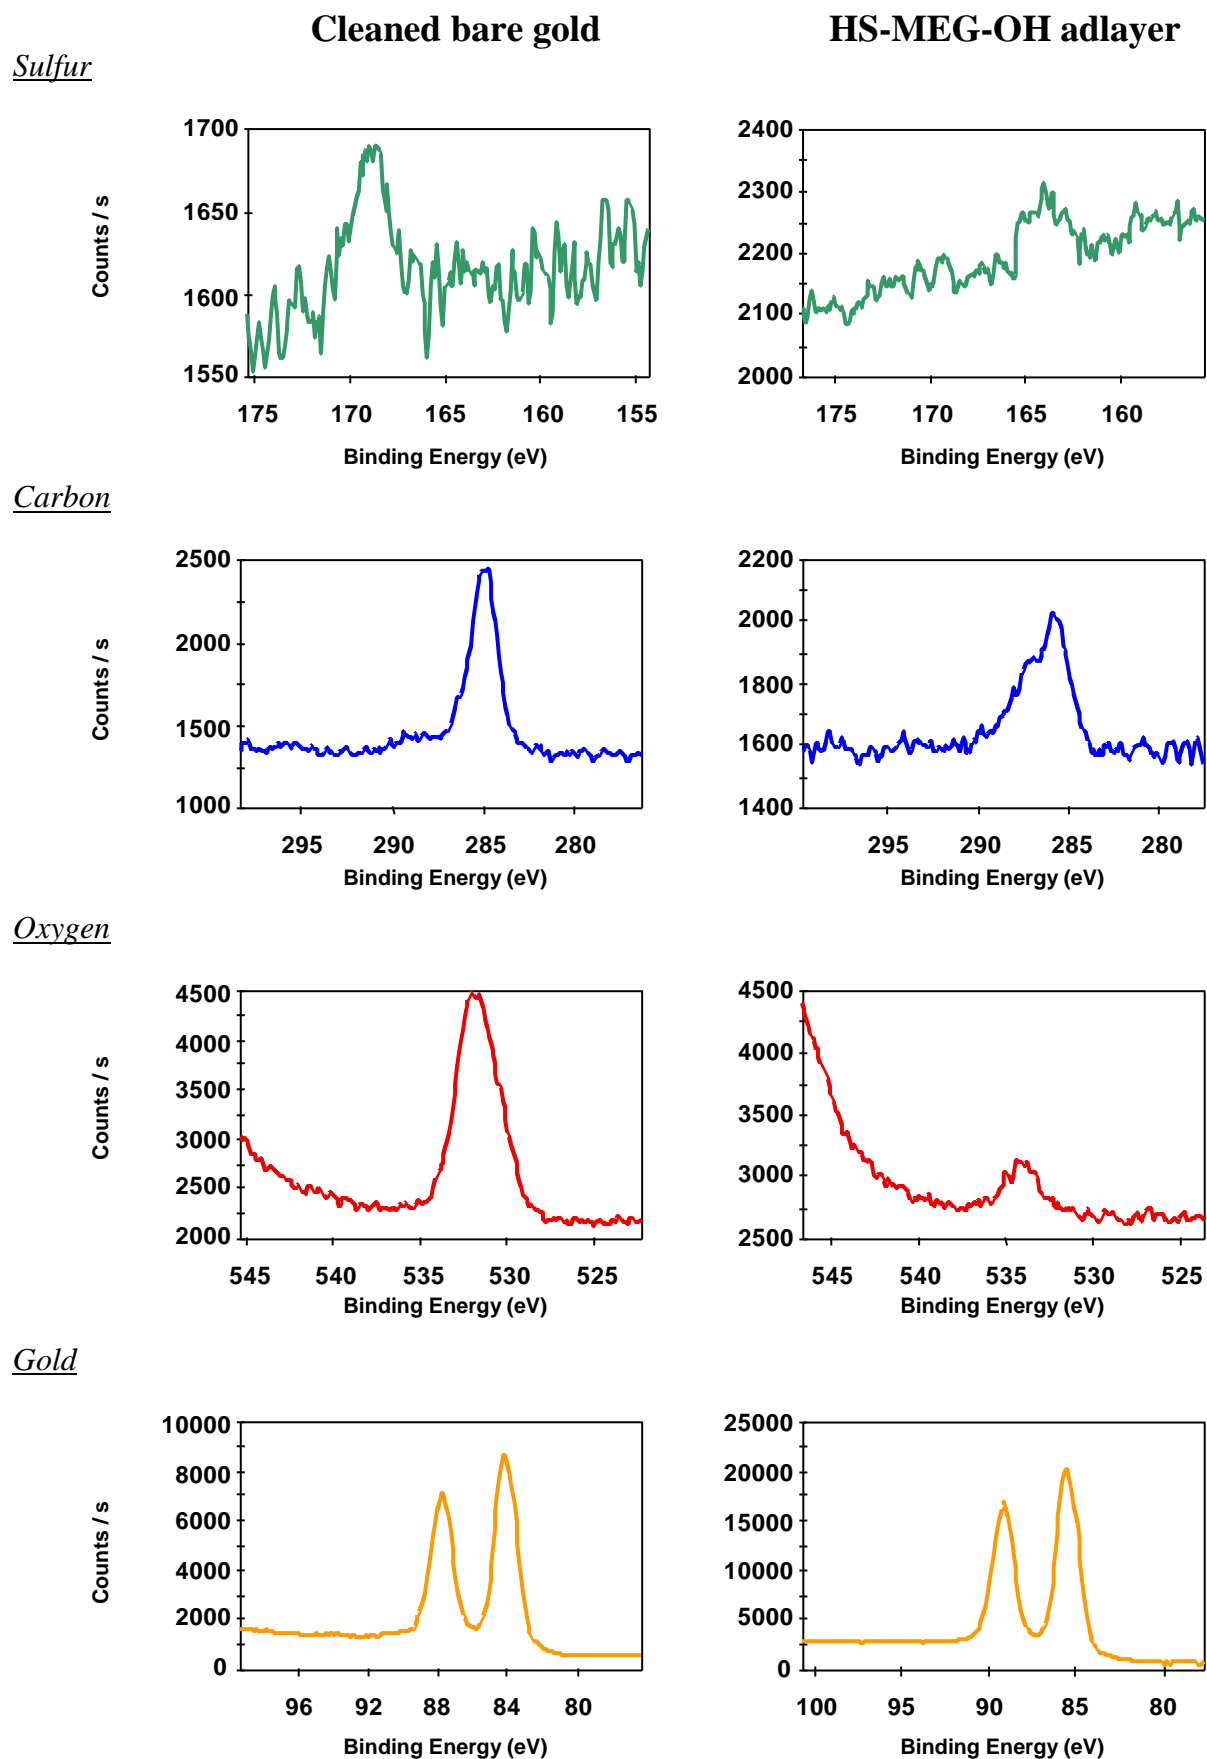 Cleaned bare gold HS-MEG-OH adlayer
Sulfur
1700 1650 1600 1550
Counts / s
175 170 165 160 155
Binding Energy (eV)
2400 2300 2200 2100 2000
175 170 165 160
Binding Energy (eV)
Carbon
2500 2000 1500 1000
Counts / s
295 290 285 280
Binding Energy (eV)
2200 2000 1800 1600 1400
295 290 285 280
Binding Energy (eV)
Oxygen
4500 4000 3500 3000 2500 2000
Counts / s
545 540 535 530 525
Binding Energy (eV)
4500 4000 3500 3000 2500
545 540 535 530 525
Binding Energy (eV)
Gold
10000 8000 6000 4000 2000 0
Counts / s
96 92 88 84 80
Binding Energy (eV)
25000 20000 15000 10000 5000 0
100 95 90 85 80
Binding Energy (eV)